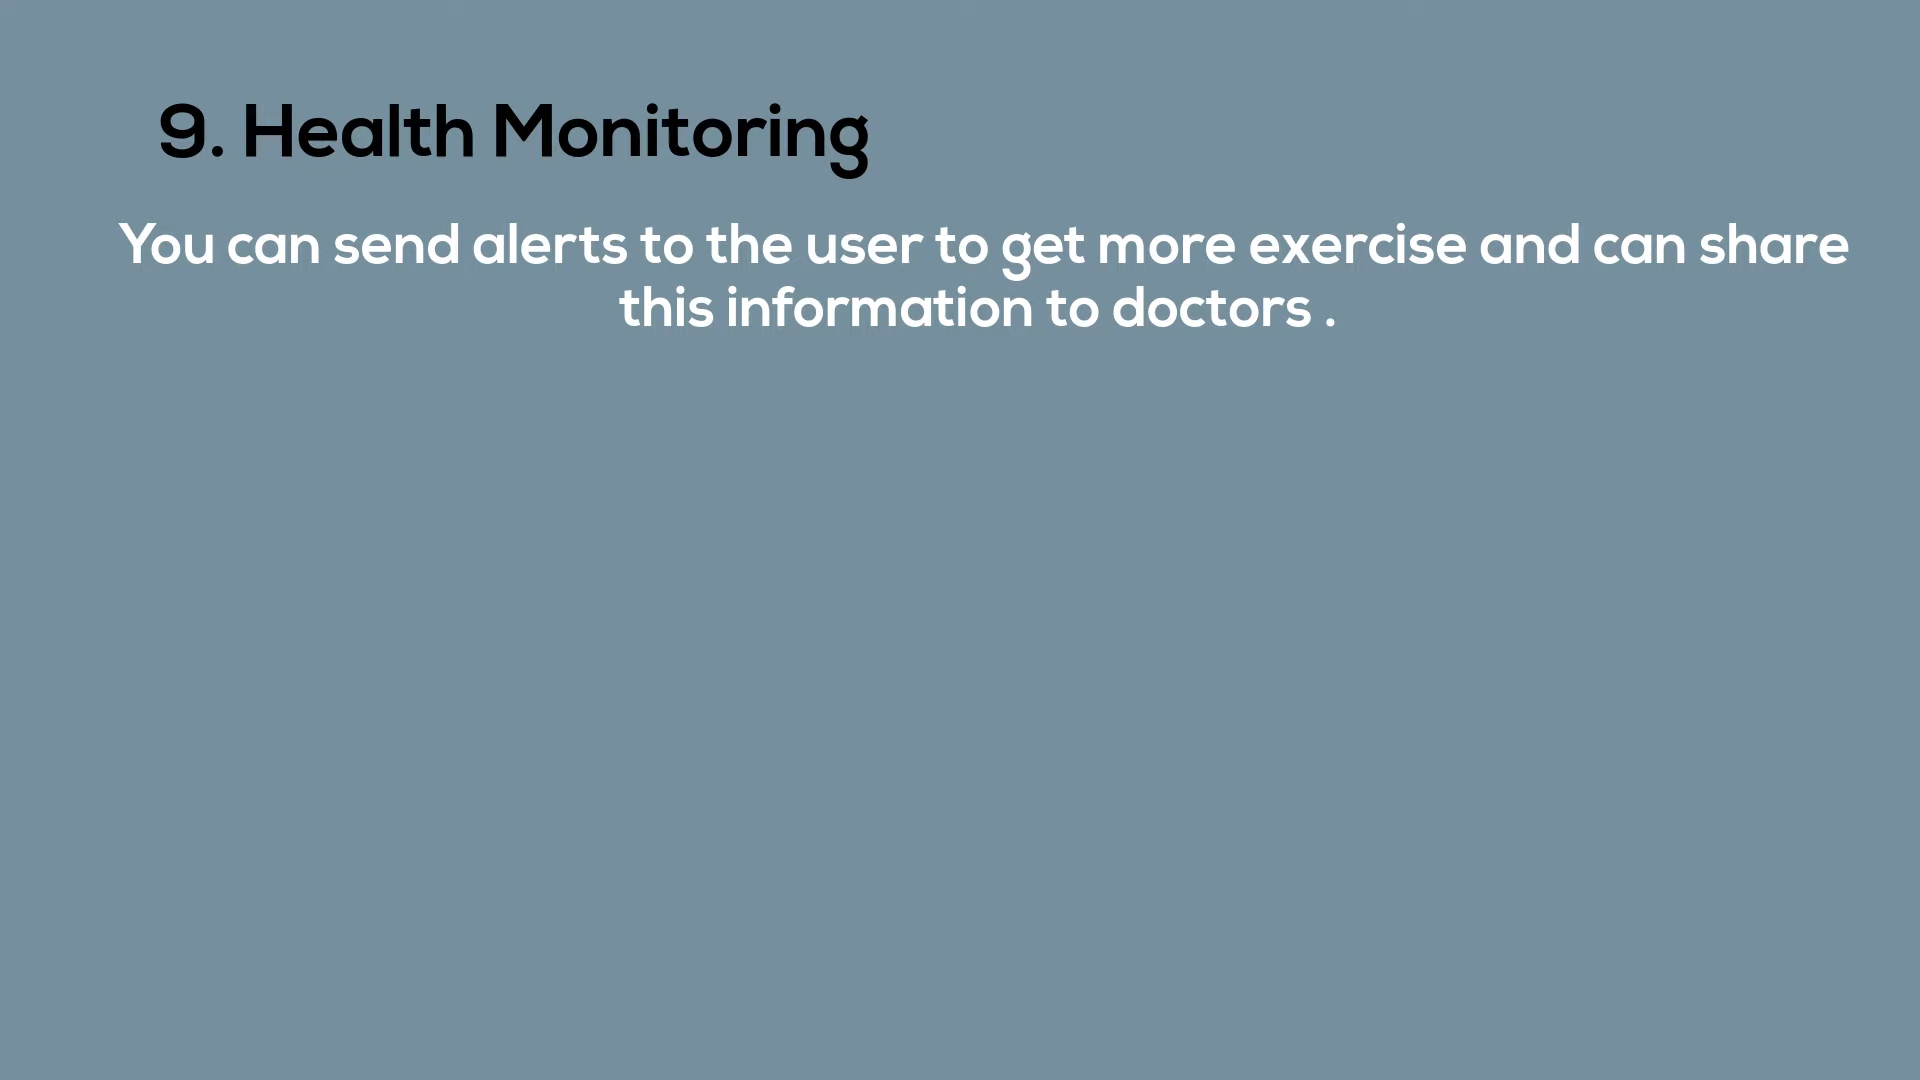 9. Health Monitoring
You can send alerts to the user to get more exercise and can share
this information to doctors .